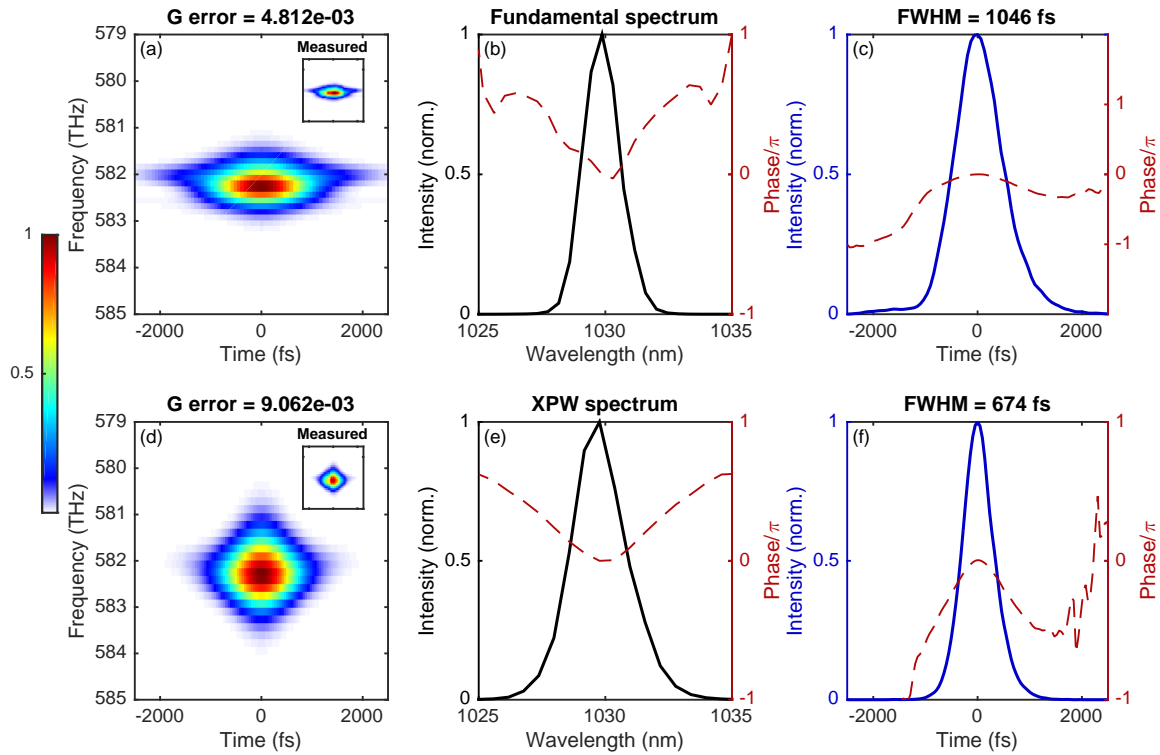 G error = 4.812e-03
(a)
Measured
579
580
581
582
583
584
585
Frequency (THz)
-2000
0
2000
Time (fs)
Fundamental spectrum
(b)
1
0.5
0
Intensity (norm.)
1
0
-1
Phase/π
1025
1030
1035
Wavelength (nm)
FWHM = 1046 fs
(c)
1
0.5
0
Intensity (norm.)
1
0
-1
Phase/π
-2000
0
2000
Time (fs)
1
0.5
G error = 9.062e-03
(d)
Measured
579
580
581
582
583
584
585
Frequency (THz)
-2000
0
2000
Time (fs)
XPW spectrum
(e)
1
0.5
0
Intensity (norm.)
1
0
-1
Phase/π
1025
1030
1035
Wavelength (nm)
FWHM = 674 fs
(f)
1
0.5
0
Intensity (norm.)
1
0
-1
Phase/π
-2000
0
2000
Time (fs)